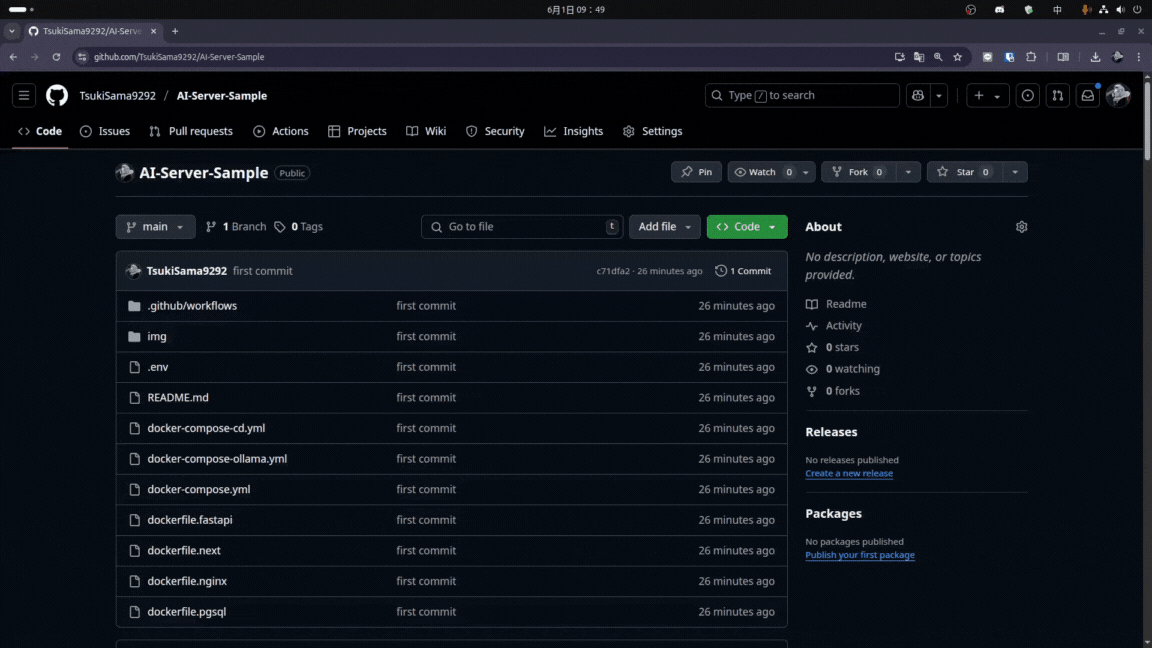 6月1日 09：49
中
TsukiSama9292/AI-Serve
github.com/TsukiSama9292/AI-Server-Sample
TsukiSama9292 / AI-Server-Sample
Type / to search
Code Issues Pull requests Actions Projects Wiki Security Insights Settings
AI-Server-Sample Public
Pin Watch 0 Fork 0 Star 0
main 1 Branch 0 Tags
Go to file t
Add file Code
TsukiSama9292 first commit c71dfa2 · 26 minutes ago 1 Commit
.github/workflows first commit 26 minutes ago
img first commit 26 minutes ago
.env first commit 26 minutes ago
README.md first commit 26 minutes ago
docker-compose-cd.yml first commit 26 minutes ago
docker-compose-ollama.yml first commit 26 minutes ago
docker-compose.yml first commit 26 minutes ago
dockerfile.fastapi first commit 26 minutes ago
dockerfile.next first commit 26 minutes ago
dockerfile.nginx first commit 26 minutes ago
dockerfile.pgsql first commit 26 minutes ago
About
No description, website, or topics
provided.
Readme
Activity
0 stars
0 watching
0 forks
Releases
No releases published
Create a new release
Packages
No packages published
Publish your first package